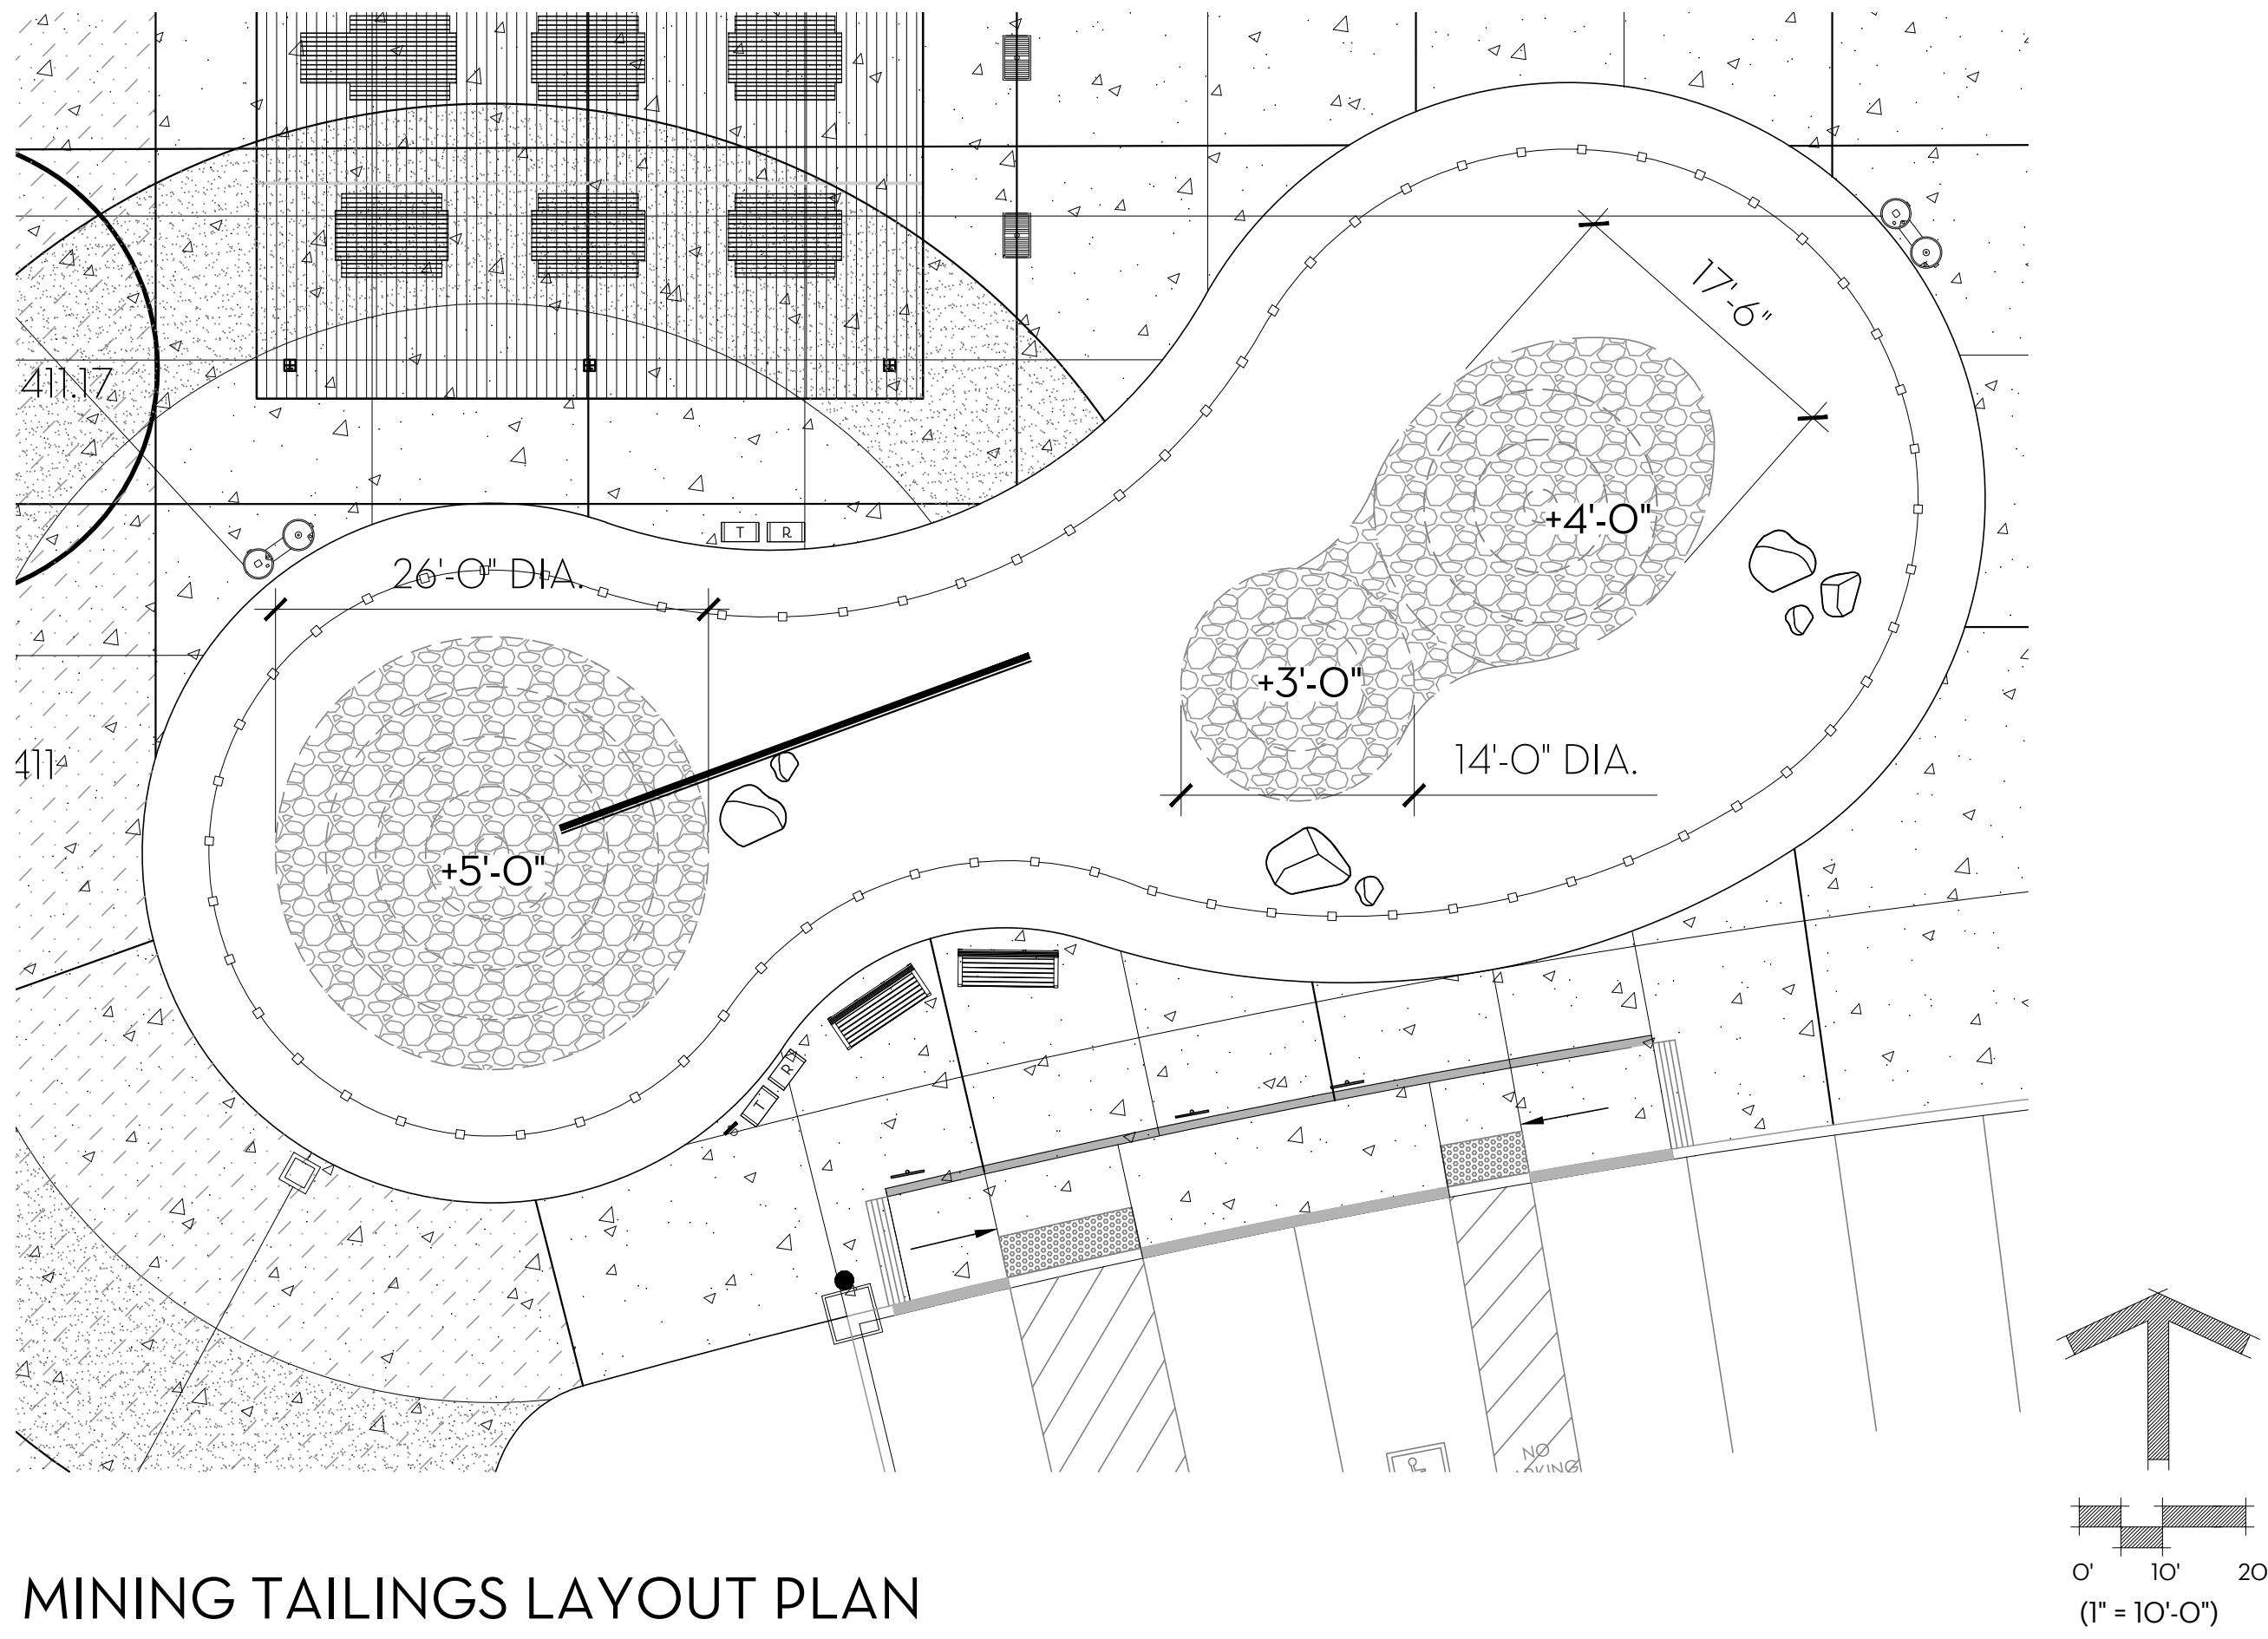 17'-6"
411.17
+4'-0"
T R
26'-0" DIA.
+3'-0"
411
14'-0" DIA.
+5'-0"
R
T
NO
0' 10' 20
(1" = 10'-0")
MINING TAILINGS LAYOUT PLAN